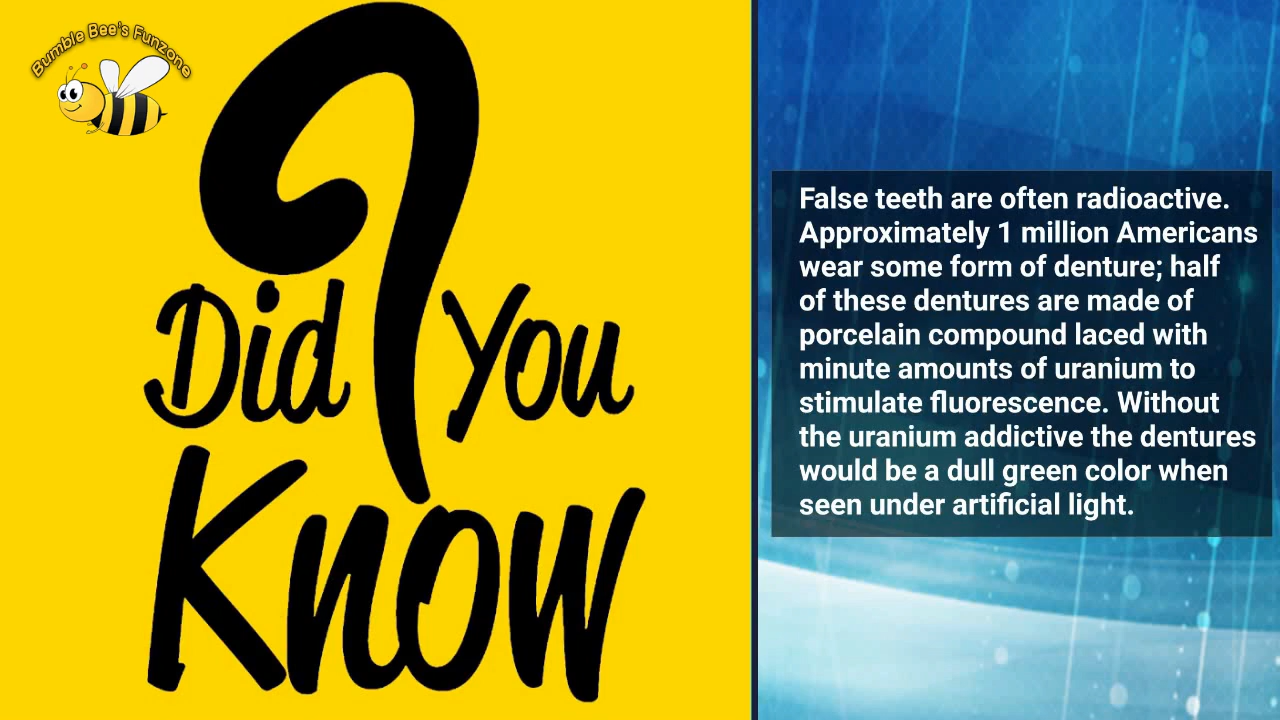 Bumble Bee's Funzone
Did You
Know
False teeth are often radioactive.
Approximately 1 million Americans
wear some form of denture; half
of these dentures are made of
porcelain compound laced with
minute amounts of uranium to
stimulate fluorescence. Without
the uranium addictive the dentures
would be a dull green color when
seen under artificial light.